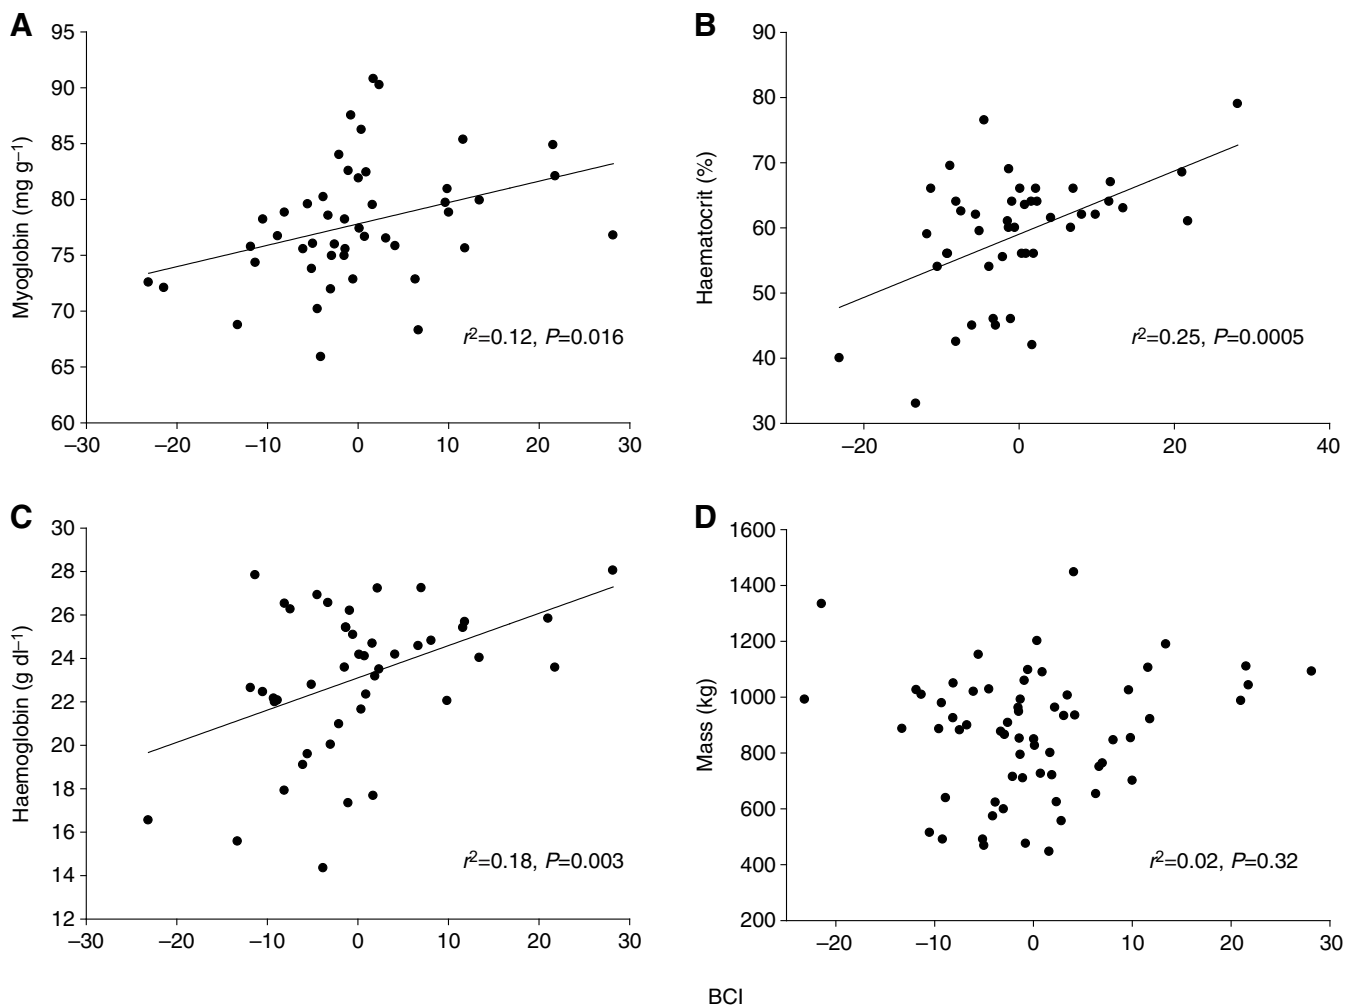 A
95
90
85
80
75
70
65
60
Myoglobin (mg g⁻¹)
r²=0.12, P=0.016
–30 –20 –10 0 10 20 30
B
90
80
70
60
50
40
30
Haematocrit (%)
r²=0.25, P=0.0005
–20 0 20 40
C
30
28
26
24
22
20
18
16
14
12
Haemoglobin (g dl⁻¹)
r²=0.18, P=0.003
–30 –20 –10 0 10 20 30
D
1600
1400
1200
1000
800
600
400
200
Mass (kg)
r²=0.02, P=0.32
–20 –10 0 10 20 30
BCI